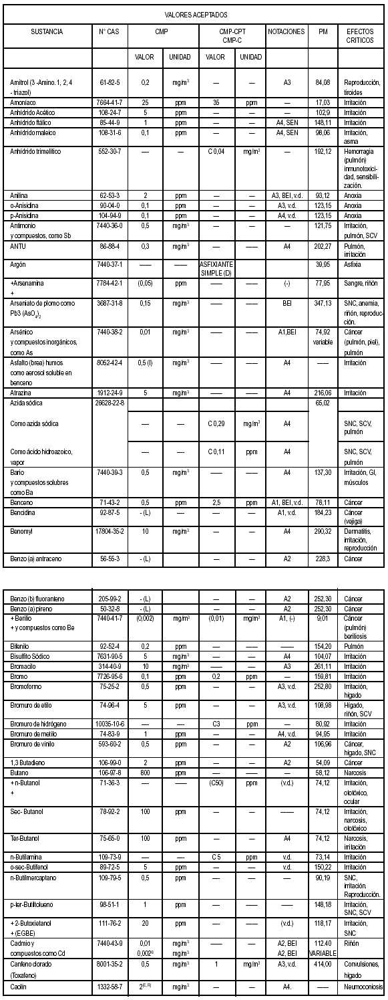 VALORES ACEPTADOS
SUSTANCIA N° CAS CMP CMP-CPT CMP-C NOTACIONES PM EFECTOS CRITICOS
VALOR UNIDAD VALOR UNIDAD
Amitrol (3 -Amino. 1, 2, 4 - triazol) 61-82-5 0,2 mg/m³ — — A3 84,08 Reproducción, tiroides
Amoníaco 7664-41-7 25 ppm 35 ppm — 17,03 Irritación
Anhídrido Acético 108-24-7 5 ppm — — — 102,9 Irritación
Anhídrido ftálico 85-44-9 1 ppm — — A4, SEN 148,11 Irritación
Anhídrido maleico 108-31-6 0,1 ppm — — A4, SEN 98,06 Irritación, asma
Anhídrido trimelítico 552-30-7 — — C 0,04 mg/m³ — 192,12 Hemorragia (pulmón) inmunotoxici-dad, sensibili-zación.
Anilina 62-53-3 2 ppm — — A3, BEI, v.d. 93,12 Anoxia
o-Anisidina 90-04-0 0,1 ppm — — A3, v.d. 123,15 Anoxia
p-Anisidina 104-94-9 0,1 ppm — — A4, v.d. 123,15 Anoxia
Antimonio y compuestos, como Sb 7440-36-0 0,5 mg/m³ — — — 121,75 Irritación, pulmón, SCV
ANTU 86-88-4 0,3 mg/m³ — — A4 202,27 Pulmón, irritación
Argón 7440-37-1 —— —— ASFIXIANTE SIMPLE (D) 39,95 Asfixia
+Arsenamina + 7784-42-1 (0,05) ppm —— —— (-) 77,95 Sangre, riñón
Arseniato de plomo como Pb3 (AsO₄)₂ 3687-31-8 0,15 mg/m³ —— —— BEI 347,13 SNC, anemia, riñón, reproduc-ción.
Arsénico y compuestos inorgánicos, como As 7440-38-2 0,01 mg/m³ —— —— A1,BEI 74,92 variable Cáncer (pulmón, piel), pulmón
Asfalto (brea) humos como aerosol soluble en benceno 8052-42-4 0,5 (I) mg/m³ —— —— A4 —— Irritación
Atrazina 1912-24-9 5 mg/m³ —— —— A4 216,06 Irritación
Azida sódica 26628-22-8 65,02
Como azida sódica — — C 0,29 mg/m³ A4 SNC, SCV, pulmón
Como ácido hidroazoico, vapor — — C 0,11 ppm A4 SNC, SCV, pulmón
Bario y compuestos solubres como Ba 7440-39-3 0,5 mg/m³ —— —— A4 137,30 Irritación, GI, músculos
Benceno 71-43-2 0,5 ppm 2,5 ppm A1, BEI, v.d. 78,11 Cáncer
Bencidina 92-87-5 - (L) — — — A1, v.d. 184,23 Cáncer (vejiga)
Benomyl 17804-35-2 10 mg/m³ — — A4 290,32 Dermatitis, irritación, reproducción
Benzo (a) antraceno 56-55-3 - (L) — — A2 228,3 Cáncer
Benzo (b) fluoranteno 205-99-2 - (L) — — A2 252,30 Cáncer
Benzo (a) pireno 50-32-8 - (L) — — A2 252,30 Cáncer
+ Berilio + y compuestos como Be 7440-41-7 (0,002) mg/m³ (0,01) mg/m³ A1, (-) 9,01 Cáncer (pulmón) beriliosis
Bifenilo 92-52-4 0,2 ppm — — —— 154,20 Pulmón
Bisulfito Sódico 7631-90-5 5 mg/m³ — — A4 104,07 Irritación
Bromacilo 314-40-9 10 mg/m³ —— — A3 261,11 Irritación
Bromo 7726-95-6 0,1 ppm 0,2 ppm — 159,81 Irritación
Bromoformo 75-25-2 0,5 ppm — — A3, v.d. 252,80 Irritación, hígado
Bromuro de etilo 74-96-4 5 ppm — — A3, v.d. 108,98 Hígado, riñón, SCV
Bromuro de hidrógeno 10035-10-6 — — C3 ppm — 80,92 Irritación
Bromuro de metilo 74-83-9 1 ppm — — A4, v.d. 94,95 Irritación
Bromuro de vinilo 593-60-2 0,5 ppm — — A2 106,96 Cáncer, hígado, SNC
1,3 Butadieno 106-99-0 2 ppm — — A2 54,09 Cáncer
Butano 106-97-8 800 ppm — —— — 58,12 Narcosis
+ n-Butanol + 71-36-3 — —— (C50) ppm (v.d.) 74,12 Irritación, ototóxico, ocular
Sec- Butanol 78-92-2 100 ppm — — —— 74,12 Irritación, narcosis, ototóxico
Ter-Butanol 75-65-0 100 ppm — — A4 74,12 Narcosis, irritación
n-Butilamina 109-73-9 — — C 5 ppm v.d. 73,14 Irritación
o-sec-Butifenol 89-72-5 5 ppm — — v.d. 150,22 Irritación
n-Butilmercaptano 109-79-5 0,5 ppm — — — 90,19 SNC, irritación. Reproducción.
p-ter-Butiltolueno 98-51-1 1 ppm — —— —— 148,18 Irritación, SNC, SCV
+ 2-Butoxietanol + (EGBE) 111-76-2 20 ppm — —— (v.d.) 118,17 Irritación, SNC
Cadmio y compuestos como Cd 7440-43-9 0,01 mg/m³ —— — A2, BEI 112.40 Riñón
0,002ᴿ mg/m³ A2, BEI VARIABLE
Canfeno clorado (Toxafeno) 8001-35-2 0,5 mg/m³ 1 mg/m³ A3, v.d. 414,00 Convulsiones, hígado
Caolín 1332-58-7 2(E,R) mg/m³ — — A4. —— Neumoconiosis